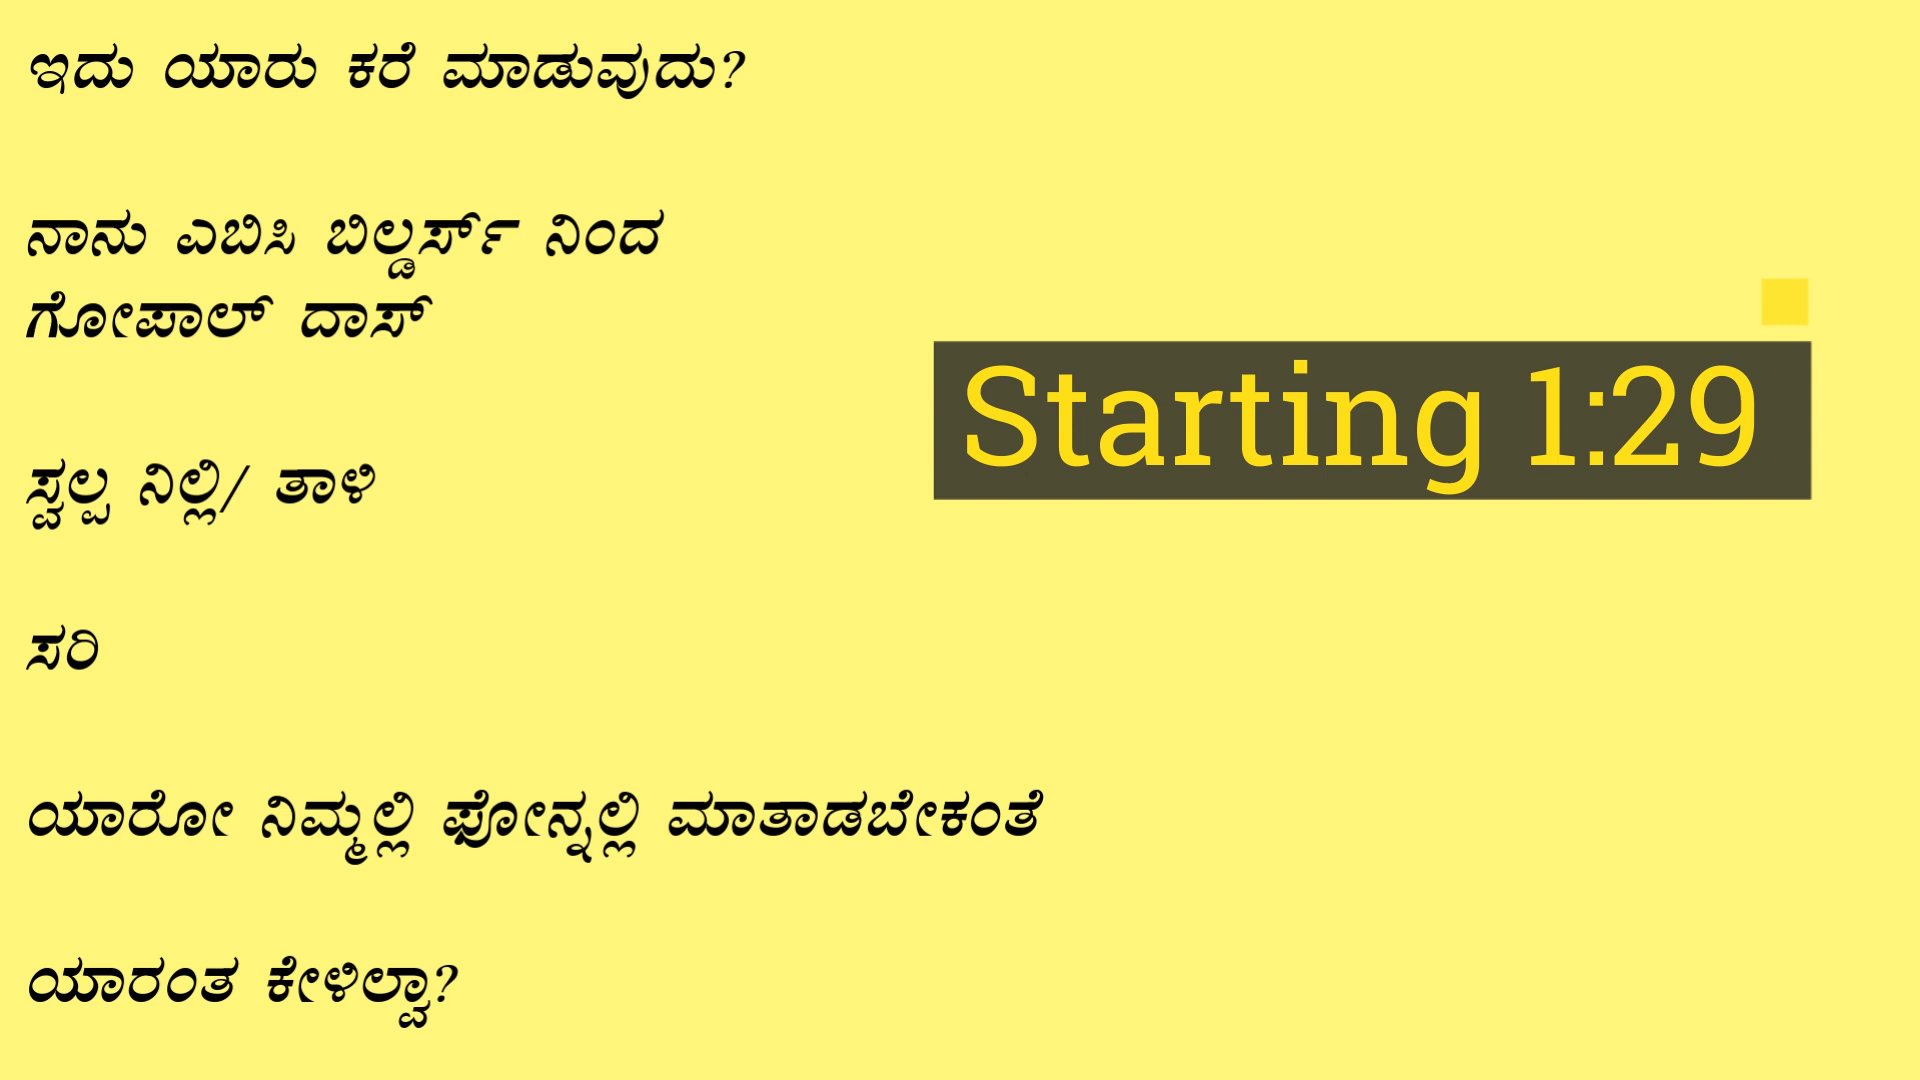 ಇದು ಯಾರು ಕರೆ ಮಾಡುವುದು?
ನಾನು ಎಬಿಸಿ ಬಿಲ್ಡರ್ಸ್ ನಿಂದ
ಗೋಪಾಲ್ ದಾಸ್
Starting 1:29
ಸ್ವಲ್ಪ ನಿಲ್ಲಿ/ ತಾಳಿ
ಸರಿ
ಯಾರೋ ನಿಮ್ಮಲ್ಲಿ ಫೋನ್ನಲ್ಲಿ ಮಾತಾಡಬೇಕಂತೆ
ಯಾರಂತ ಕೇಳಿಲ್ವಾ?